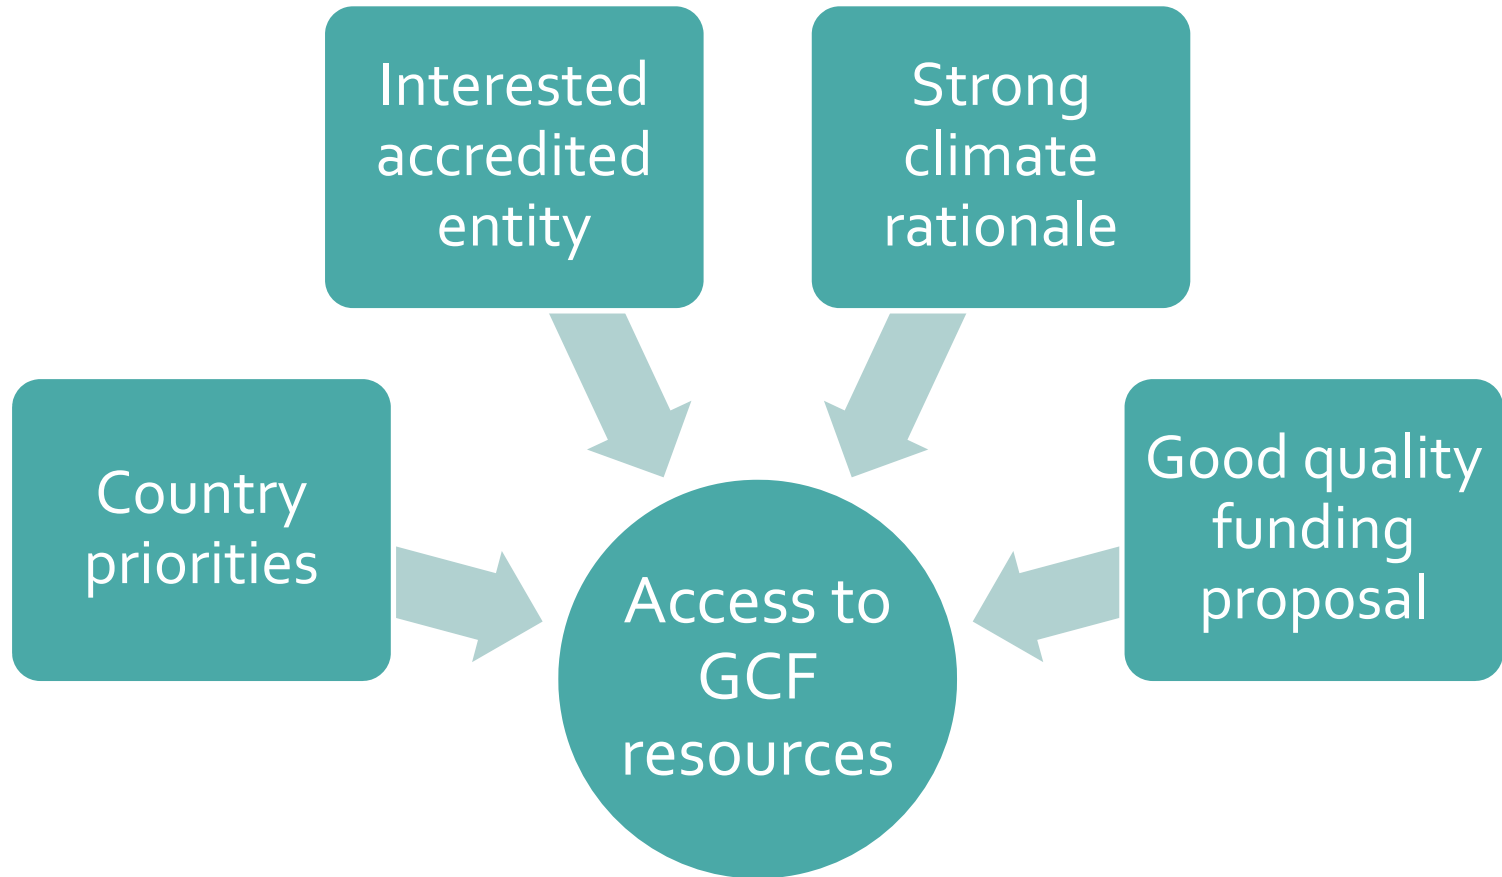 Interested
accredited
entity
Strong
climate
rationale
Country
priorities
Good quality
funding
proposal
Access to
GCF
resources